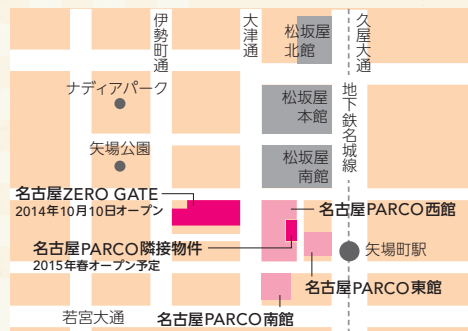 伊勢町通
大津通
久屋大通
松坂屋
北館
ナディアパーク
松坂屋
本館
地下鉄名城線
矢場公園
松坂屋
南館
名古屋ZERO GATE
2014年10月10日オープン
名古屋PARCO西館
名古屋PARCO隣接物件
2015年春オープン予定
矢場町駅
名古屋PARCO東館
若宮大通
名古屋PARCO南館